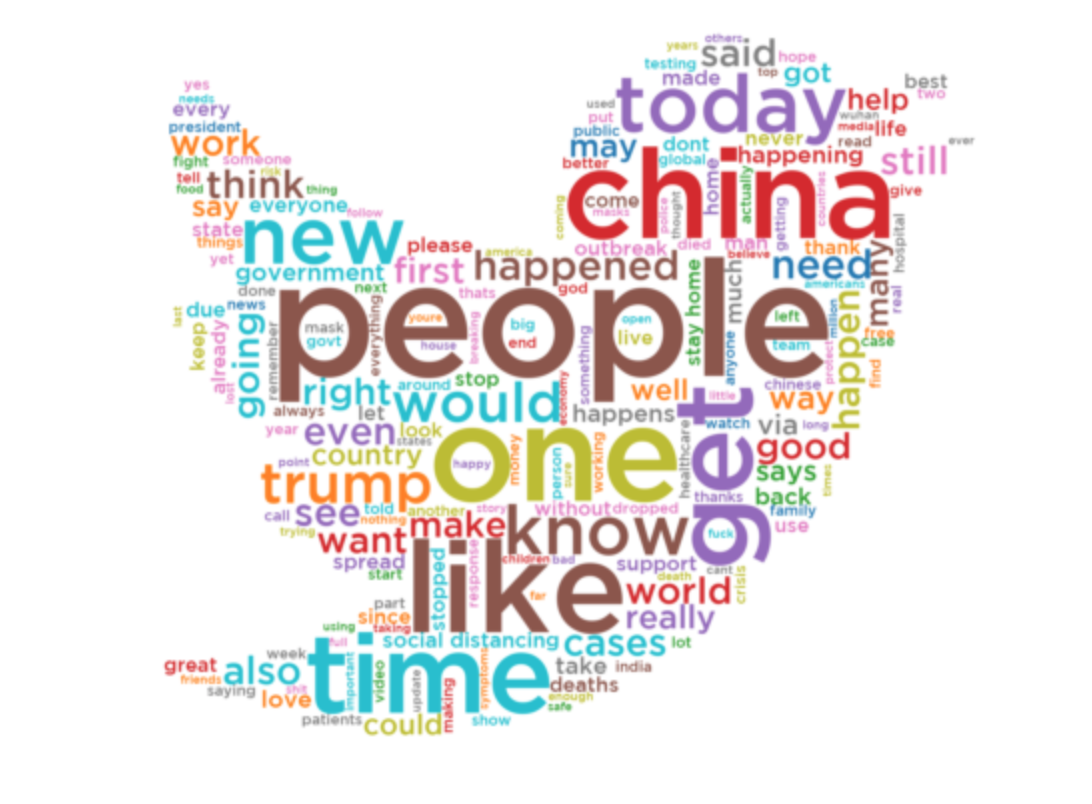 others
years said hope
testing made top got
best
two
yes
needs
every
president
work
fight someone
risk
tell think
food thing
say everyone follow
state
things new
yet
used today help
put wuhan
public media life
may dont never read ever
better global happening still
china give
come home actually countries
masks police thought getting
coming
outbreak died man thank hospital
believe
please america happened need many
government first god americans
done next thats
last due news people much real
mask youre big open left million free
govt house end live team case
everything breaking something stay home anyone protect
keep already going remember chinese happen find
lost right around stop economy well little way
always let would happens get watch via long
year even look states
country one good
point happy money person sure working healthcare says times
trump thanks back
call see told another story without dropped family
nothing use
trying make know fuck
want children bad
spread response support cant crisis
start stopped like far death world
part really
since
using taking social distancing cases lot
full
week
great also time take india
friends deaths
saying shit important video update symptoms enough
love making safe
patients could show